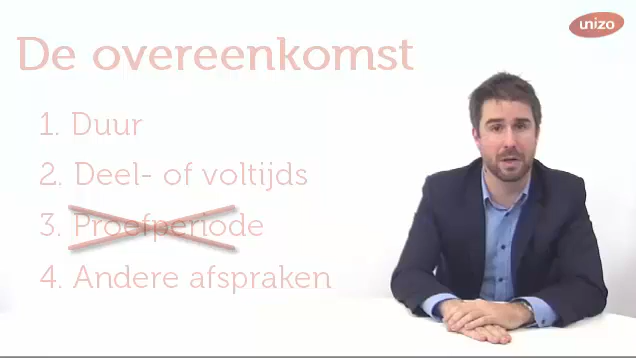 De overeenkomst
unizo
1. Duur
2. Deel- of voltijds
3. Proefperiode
4. Andere afspraken